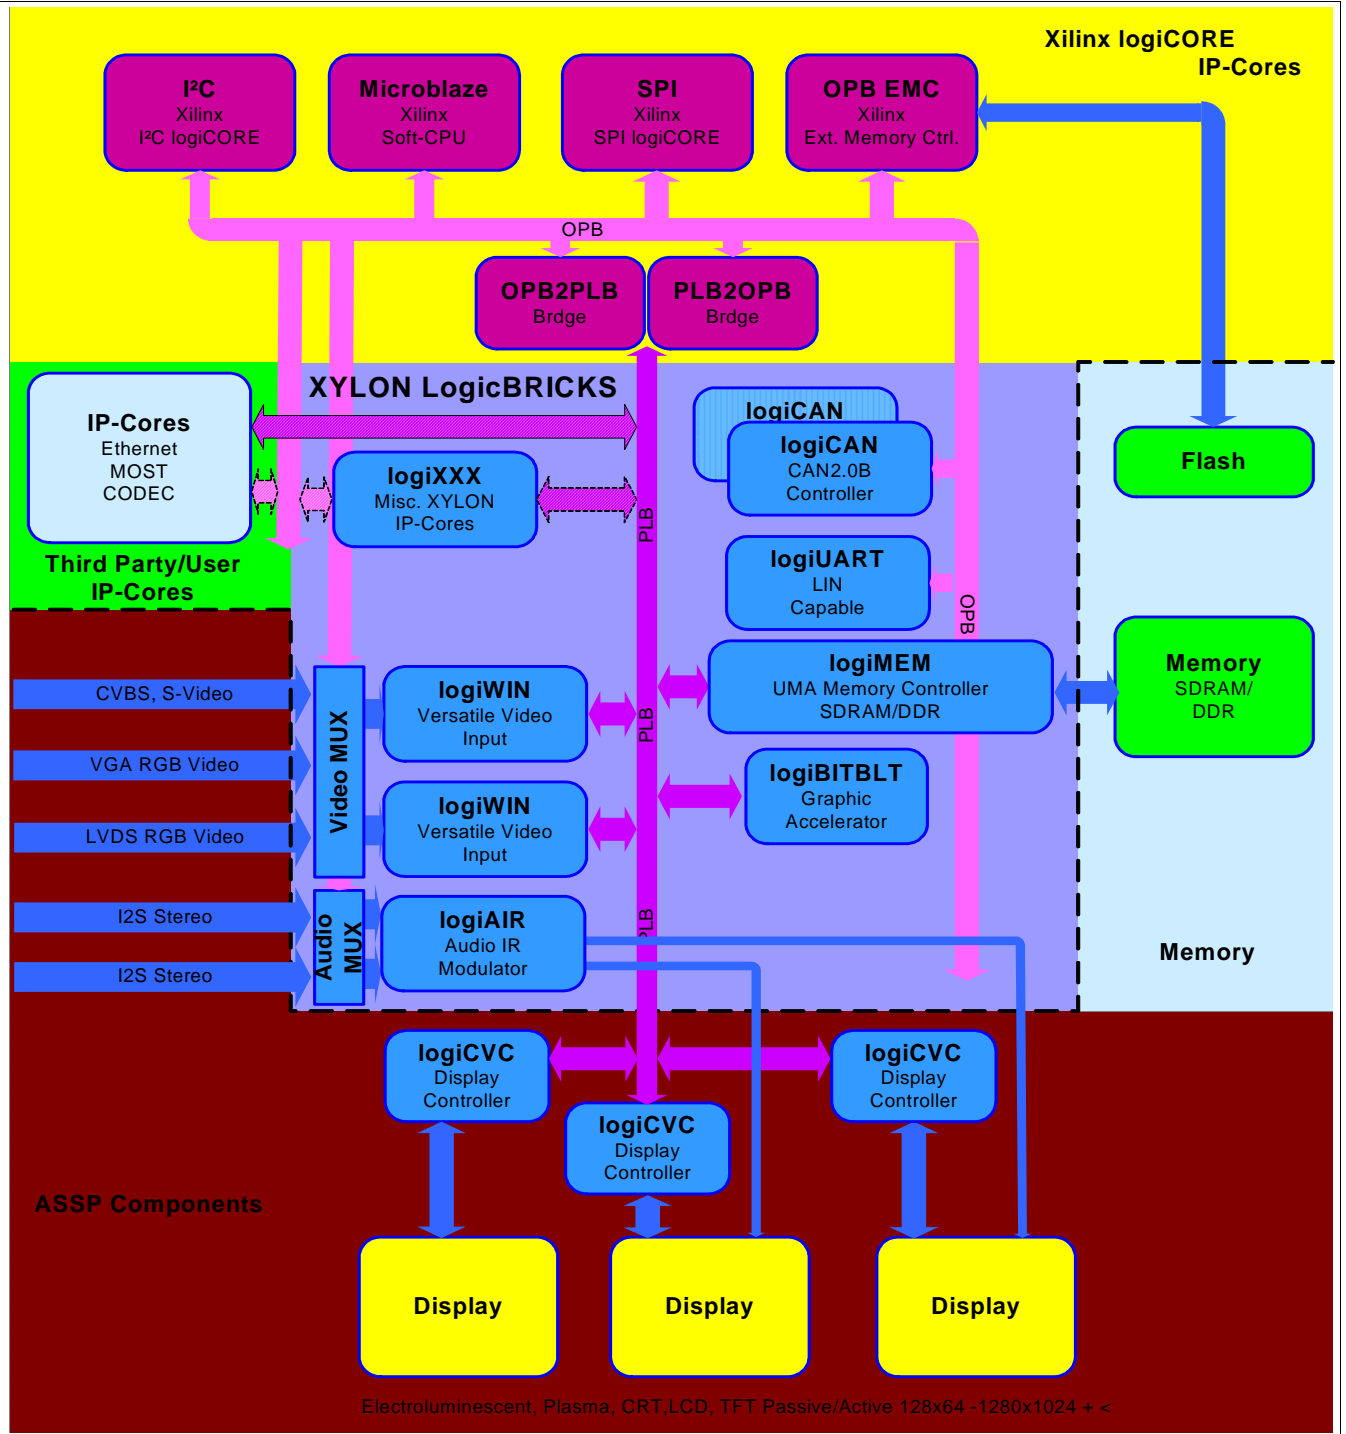 Xilinx logiCORE
IP-Cores
I²C
Xilinx
I²C logiCORE
Microblaze
Xilinx
Soft-CPU
SPI
Xilinx
SPI logiCORE
OPB EMC
Xilinx
Ext. Memory Ctrl.
OPB
OPB2PLB
Brdge
PLB2OPB
Brdge
XYLON LogicBRICKS
IP-Cores
Ethernet
MOST
CODEC
Third Party/User
IP-Cores
logiXXX
Misc. XYLON
IP-Cores
PLB
logiCAN
logiCAN
CAN2.0B
Controller
Flash
logiUART
LIN
Capable
OPB
logiMEM
UMA Memory Controller
SDRAM/DDR
Memory
SDRAM/
DDR
CVBS, S-Video
VGA RGB Video
LVDS RGB Video
Video MUX
logiWIN
Versatile Video
Input
PLB
logiBITBLT
Graphic
Accelerator
logiWIN
Versatile Video
Input
I2S Stereo
I2S Stereo
Audio
MUX
logiAIR
Audio IR
Modulator
PLB
Memory
logiCVC
Display
Controller
logiCVC
Display
Controller
logiCVC
Display
Controller
ASSP Components
Display
Display
Display
Electroluminescent, Plasma, CRT,LCD, TFT Passive/Active 128x64 -1280x1024 + <